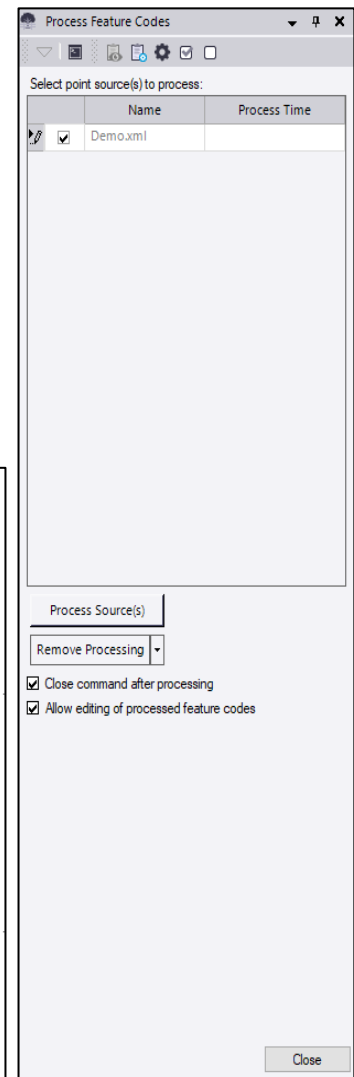 Process Feature Codes
Select point source(s) to process:
Name Process Time
Demo.xml
Process Source(s)
Remove Processing
Close command after processing
Allow editing of processed feature codes
Close